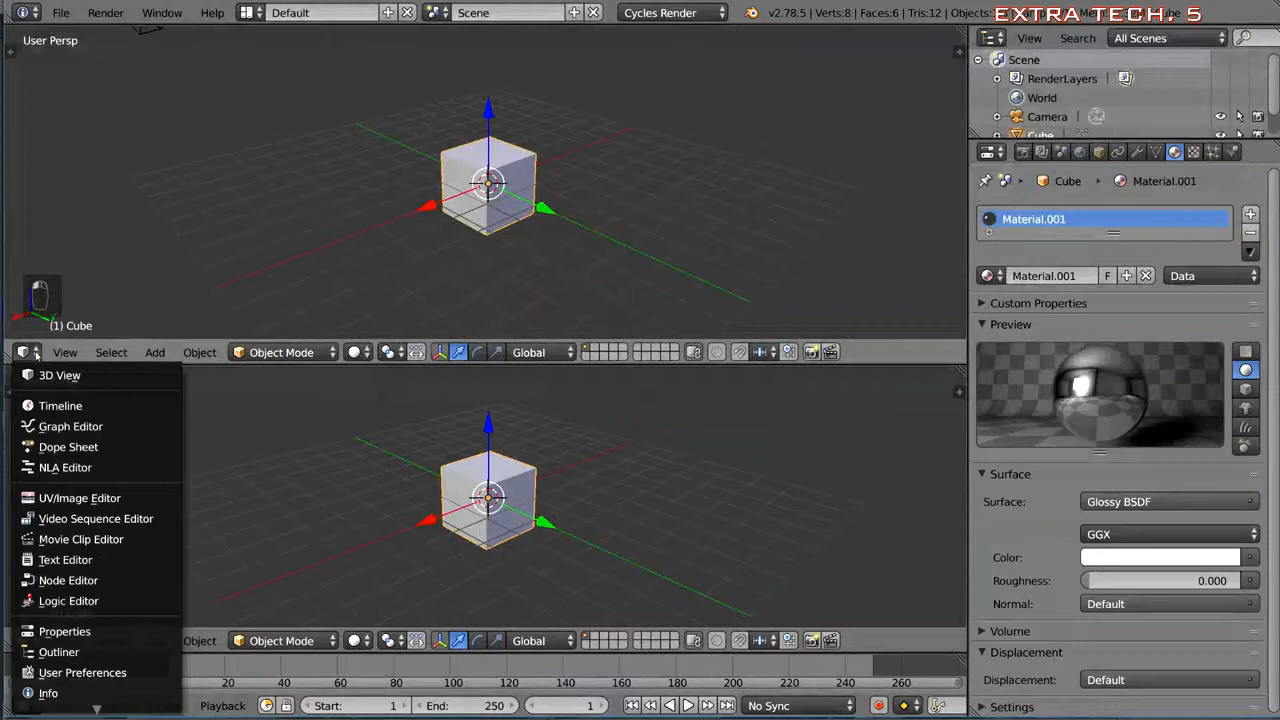 File Render Window Help Default Scene Cycles Render v2.78.5 | Verts:8 | Faces:6 | Tris:12 | Objects:
EXTRA TECH. 5
User Persp
View Search All Scenes
Scene
RenderLayers
World
Camera
Cube
Cube Material.001
Material.001
Material.001 F Data
Custom Properties
Preview
(1) Cube
View Select Add Object Object Mode Global
3D View
Timeline
Graph Editor
Dope Sheet
NLA Editor
UV/Image Editor
Video Sequence Editor
Movie Clip Editor
Text Editor
Node Editor
Logic Editor
Properties
Outliner
User Preferences
Info
Surface
Surface: Glossy BSDF
GGX
Color:
Roughness: 0.000
Normal: Default
Volume
Displacement
Displacement: Default
Settings
Object Object Mode Global
20 40 60 80 100 120 140 160 180 200 220 240 260
Playback Start: 1 End: 250 1 No Sync